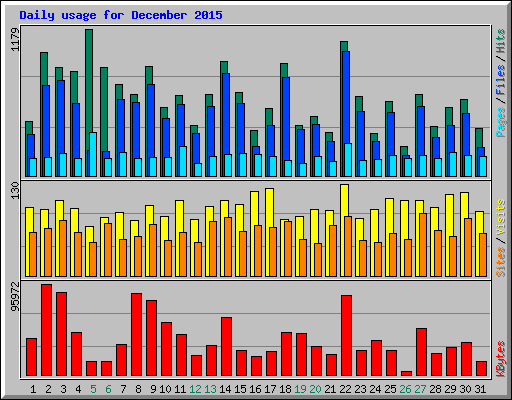 Daily usage for December 2015
1179
Pages / Files / Hits
130
Sites / Visits
95972
KBytes
1 2 3 4 5 6 7 8 9 10 11 12 13 14 15 16 17 18 19 20 21 22 23 24 25 26 27 28 29 30 31